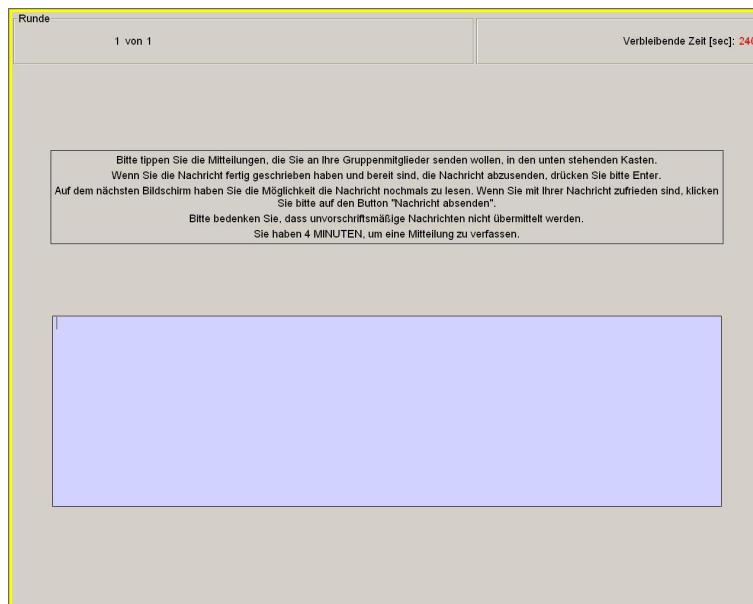 Runde
1 von 1
Verbleibende Zeit [sec]: 240
Bitte tippen Sie die Mitteilungen, die Sie an Ihre Gruppenmitglieder senden wollen, in den unten stehenden Kasten.
Wenn Sie die Nachricht fertig geschrieben haben und bereit sind, die Nachricht abzusenden, drücken Sie bitte Enter.
Auf dem nächsten Bildschirm haben Sie die Möglichkeit die Nachricht nochmals zu lesen. Wenn Sie mit Ihrer Nachricht zufrieden sind, klicken
Sie bitte auf den Button "Nachricht absenden".
Bitte bedenken Sie, dass unvorschriftsmäßige Nachrichten nicht übermittelt werden.
Sie haben 4 MINUTEN, um eine Mitteilung zu verfassen.